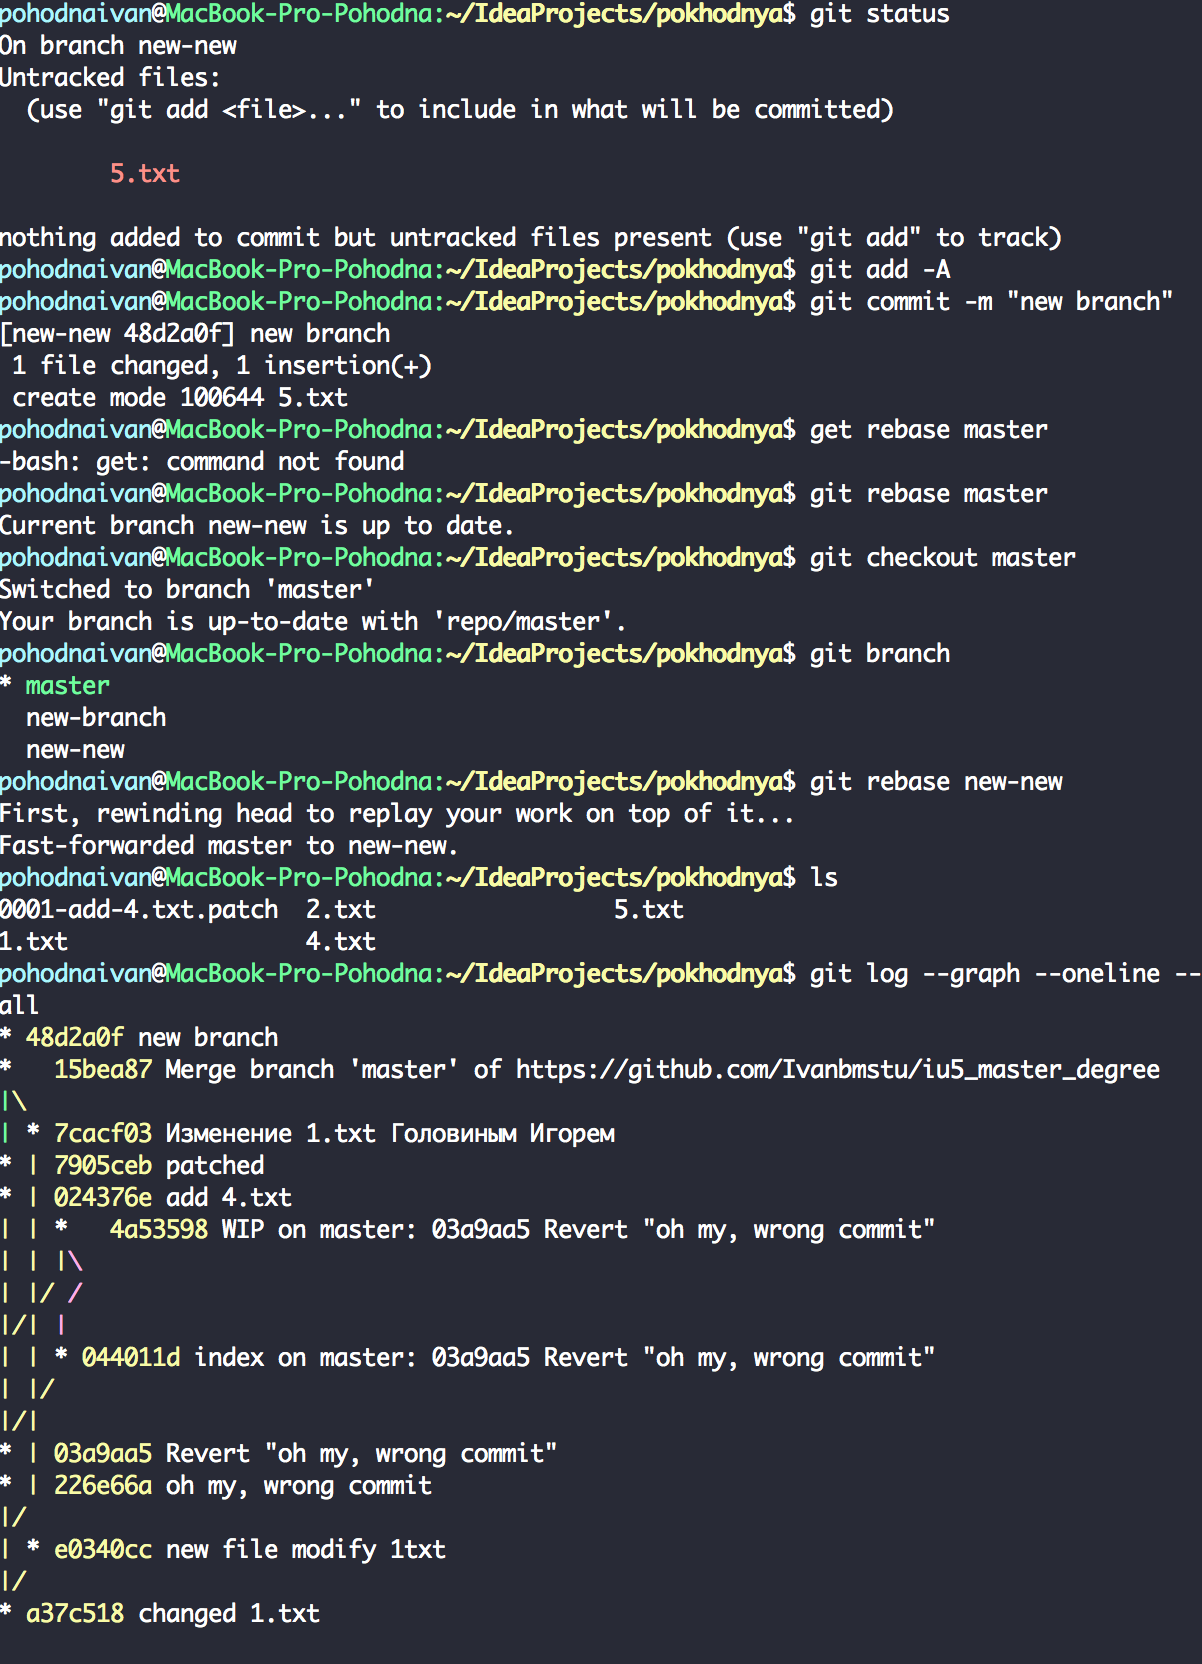 pohodnaivan@MacBook-Pro-Pohodna:~/IdeaProjects/pokhodnya$ git status
On branch new-new
Untracked files:
  (use "git add <file>..." to include in what will be committed)

        5.txt

nothing added to commit but untracked files present (use "git add" to track)
pohodnaivan@MacBook-Pro-Pohodna:~/IdeaProjects/pokhodnya$ git add -A
pohodnaivan@MacBook-Pro-Pohodna:~/IdeaProjects/pokhodnya$ git commit -m "new branch"
[new-new 48d2a0f] new branch
 1 file changed, 1 insertion(+)
 create mode 100644 5.txt
pohodnaivan@MacBook-Pro-Pohodna:~/IdeaProjects/pokhodnya$ get rebase master
-bash: get: command not found
pohodnaivan@MacBook-Pro-Pohodna:~/IdeaProjects/pokhodnya$ git rebase master
Current branch new-new is up to date.
pohodnaivan@MacBook-Pro-Pohodna:~/IdeaProjects/pokhodnya$ git checkout master
Switched to branch 'master'
Your branch is up-to-date with 'repo/master'.
pohodnaivan@MacBook-Pro-Pohodna:~/IdeaProjects/pokhodnya$ git branch
* master
  new-branch
  new-new
pohodnaivan@MacBook-Pro-Pohodna:~/IdeaProjects/pokhodnya$ git rebase new-new
First, rewinding head to replay your work on top of it...
Fast-forwarded master to new-new.
pohodnaivan@MacBook-Pro-Pohodna:~/IdeaProjects/pokhodnya$ ls
0001-add-4.txt.patch  2.txt                 5.txt
1.txt                 4.txt
pohodnaivan@MacBook-Pro-Pohodna:~/IdeaProjects/pokhodnya$ git log --graph --oneline --
all
* 48d2a0f new branch
*   15bea87 Merge branch 'master' of https://github.com/Ivanbmstu/iu5_master_degree
|\
| * 7cacf03 Изменение 1.txt Головиным Игорем
* | 7905ceb patched
* | 024376e add 4.txt
| | *   4a53598 WIP on master: 03a9aa5 Revert "oh my, wrong commit"
| | |\
| |/ /
|/| |
| | * 044011d index on master: 03a9aa5 Revert "oh my, wrong commit"
| |/
|/|
* | 03a9aa5 Revert "oh my, wrong commit"
* | 226e66a oh my, wrong commit
|/
| * e0340cc new file modify 1txt
|/
* a37c518 changed 1.txt